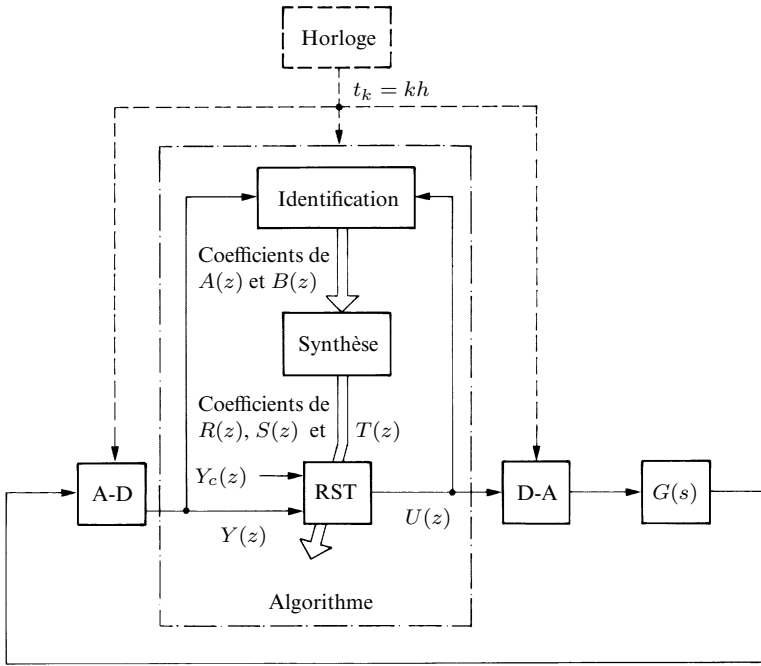 Horloge
t_k = kh
Identification
Coefficients de
A(z) et B(z)
Synthèse
Coefficients de
R(z), S(z) et T(z)
Y_c(z)
A-D
RST
D-A
G(s)
Y(z)
U(z)
Algorithme